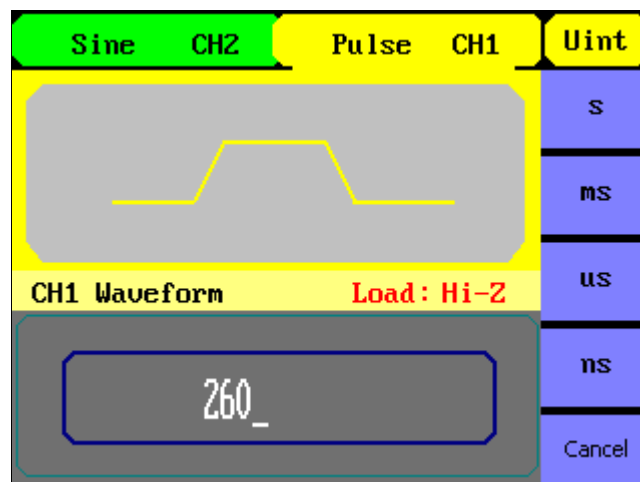 Sine CH2 Pulse CH1 Uint
s
ms
CH1 Waveform Load: Hi-Z us
ns
260_
Cancel